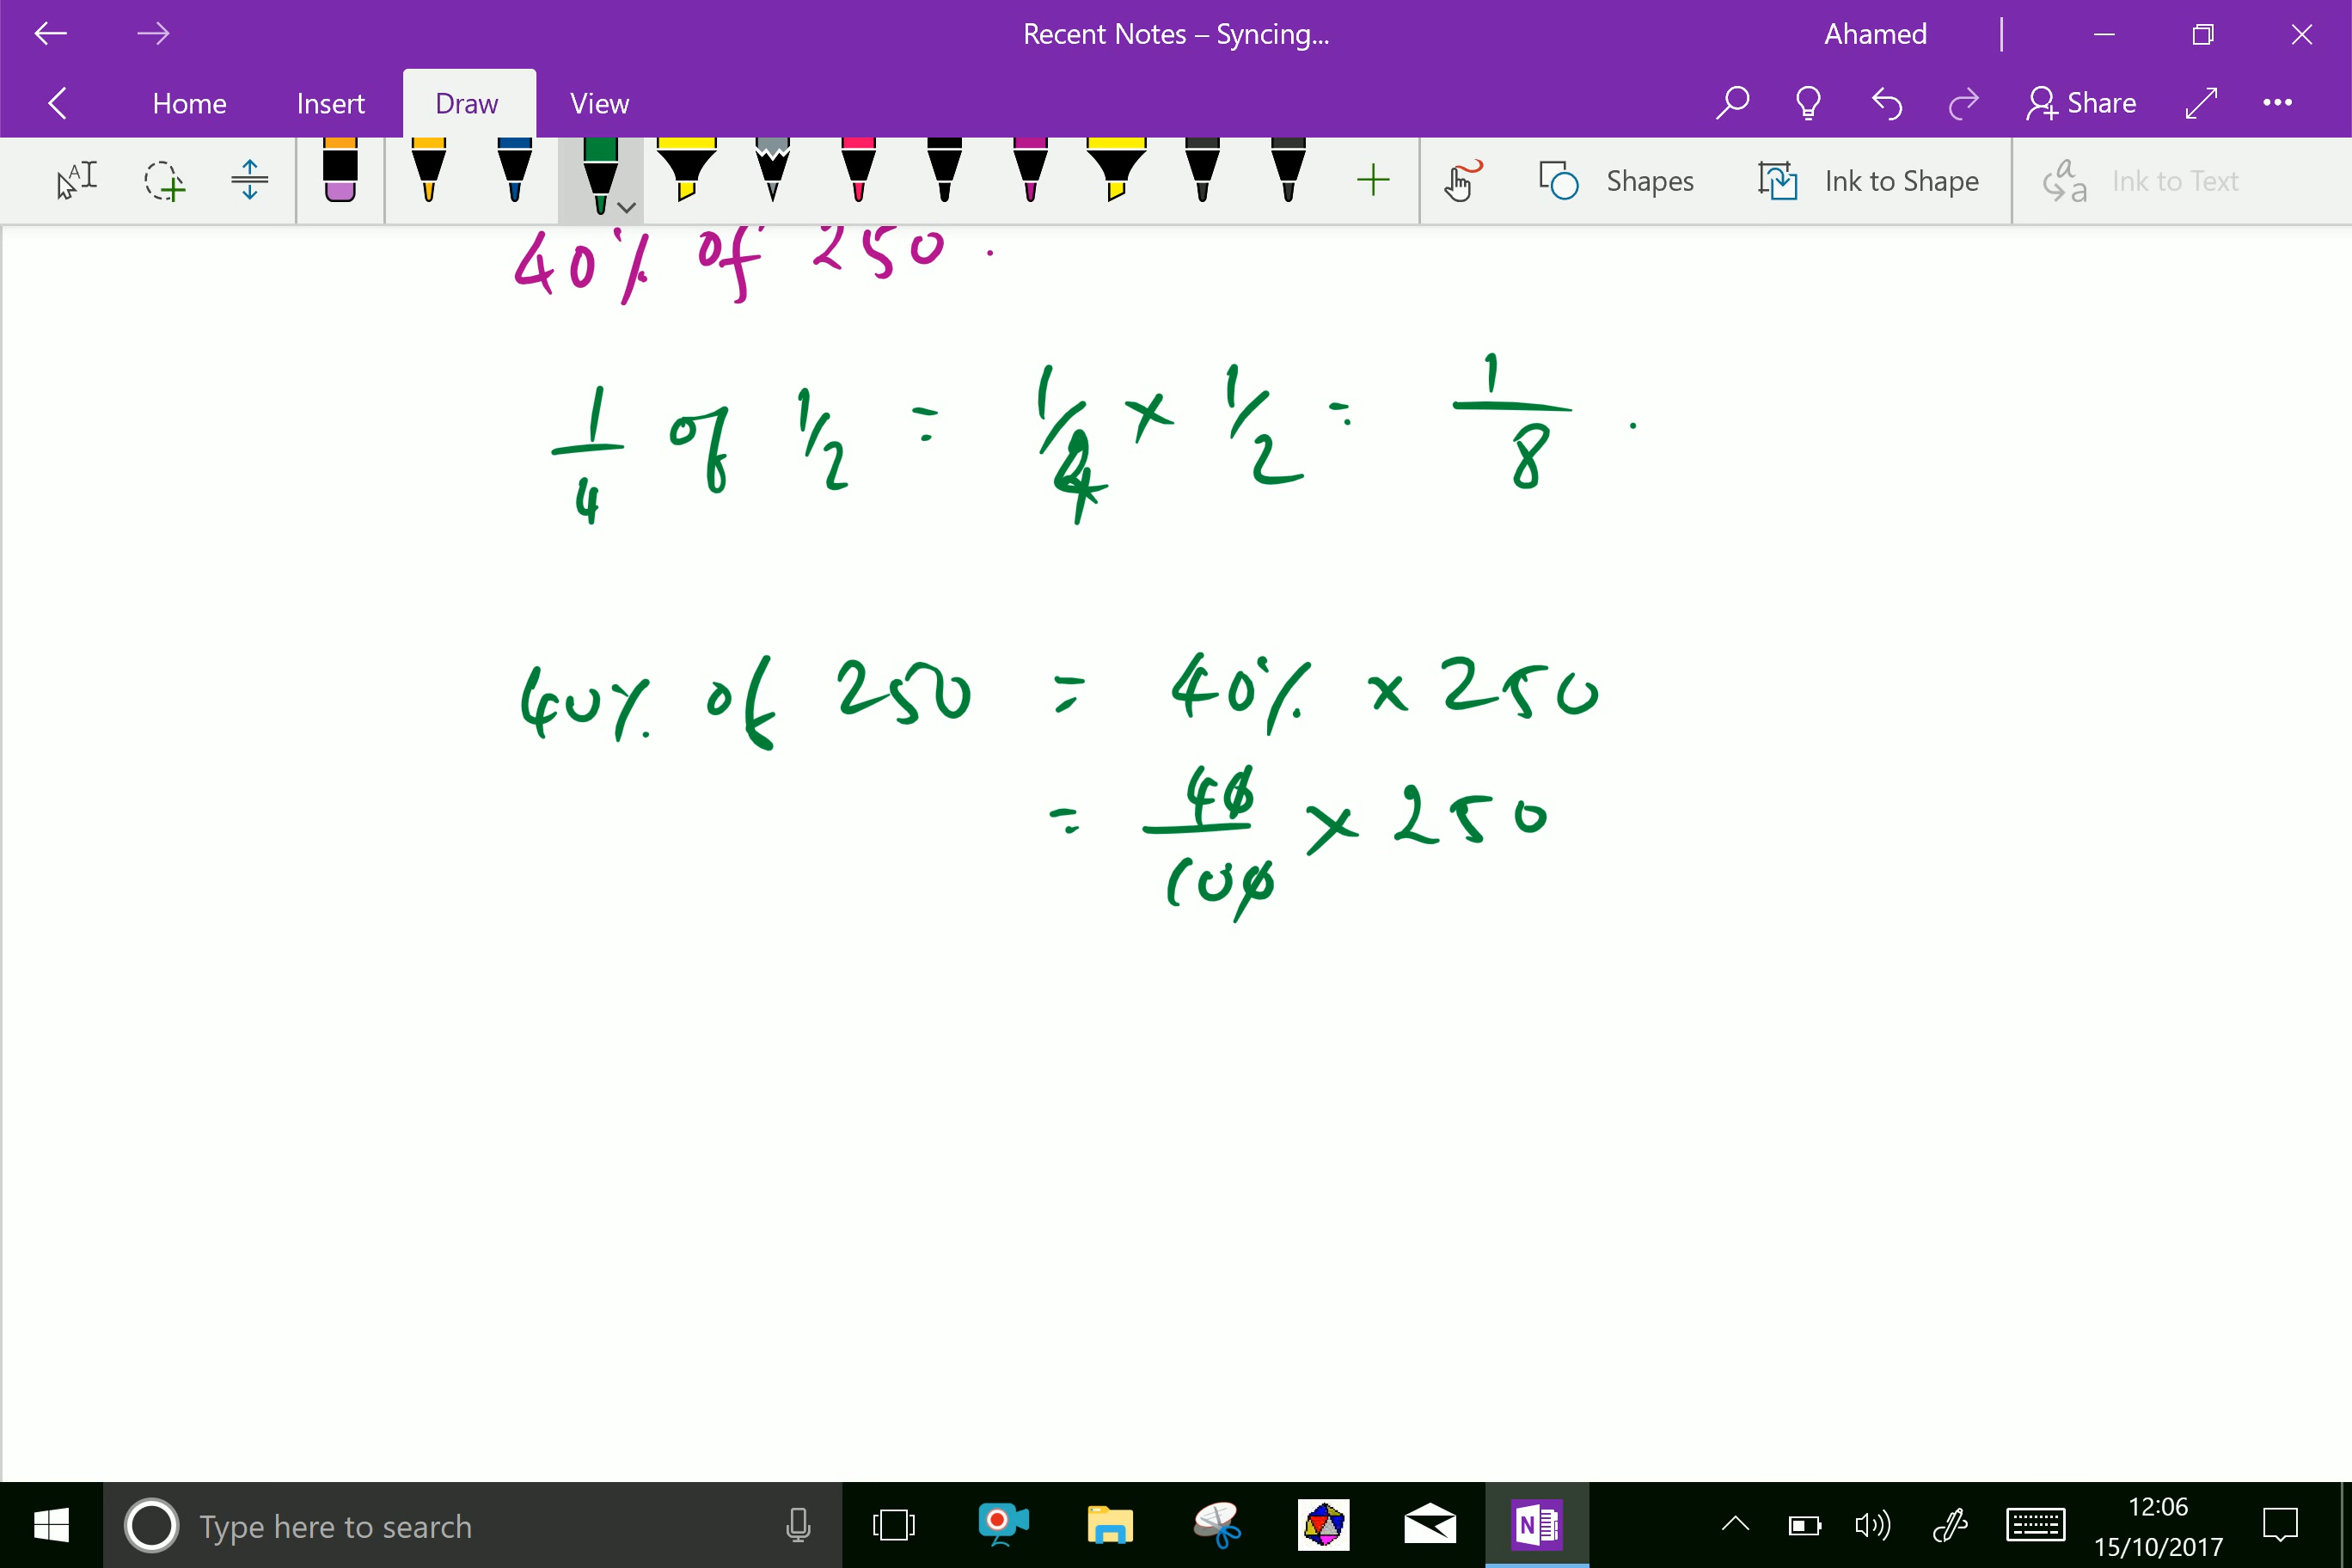 Recent Notes – Syncing...
Ahamed
Home Insert Draw View
Share
Shapes
Ink to Shape
Ink to Text
40% of 250.
1/4 of 1/2 = 1/4 × 1/2 = 1/8.
40% of 250 = 40% × 250
= 40/100 × 250
Type here to search
12:06
15/10/2017